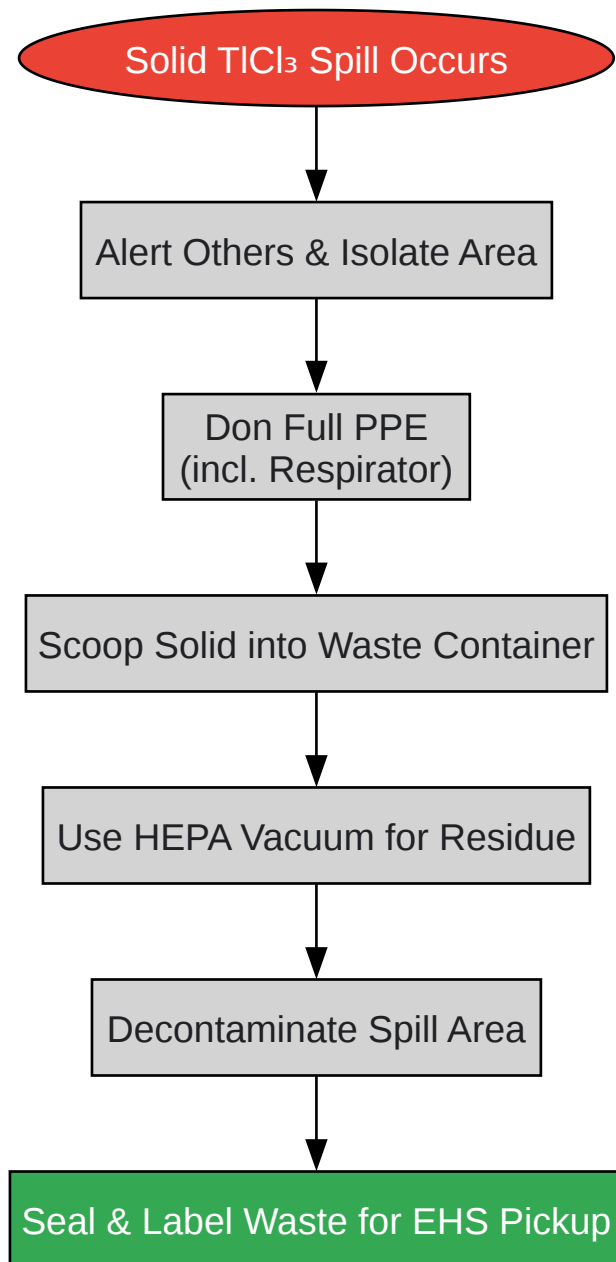 Solid TlCl₃ Spill Occurs
Alert Others & Isolate Area
Don Full PPE
(incl. Respirator)
Scoop Solid into Waste Container
Use HEPA Vacuum for Residue
Decontaminate Spill Area
Seal & Label Waste for EHS Pickup